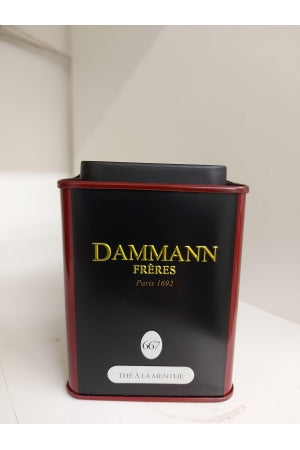 DAMMANN
FRÈRES
Paris 1692
667
THÉ À LA MENTHE